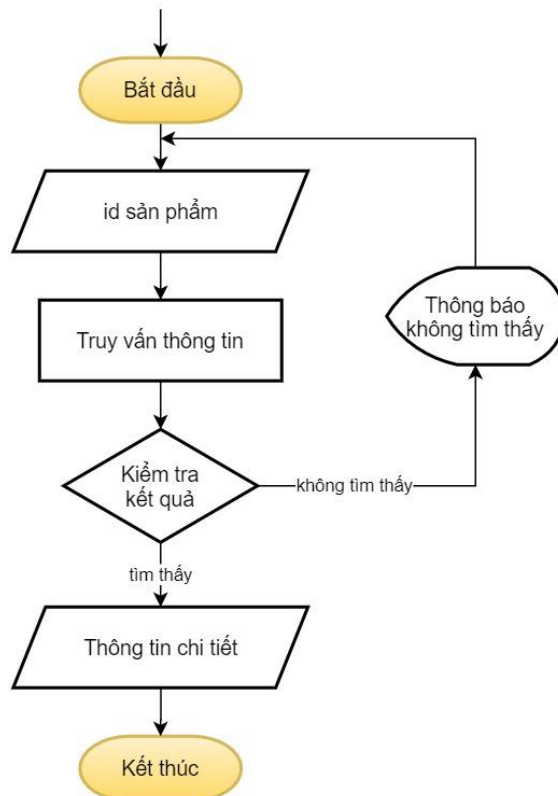 Bắt đầu
id sản phẩm
Thông báo
không tìm thấy
Truy vấn thông tin
Kiểm tra
kết quả
không tìm thấy
tìm thấy
Thông tin chi tiết
Kết thúc